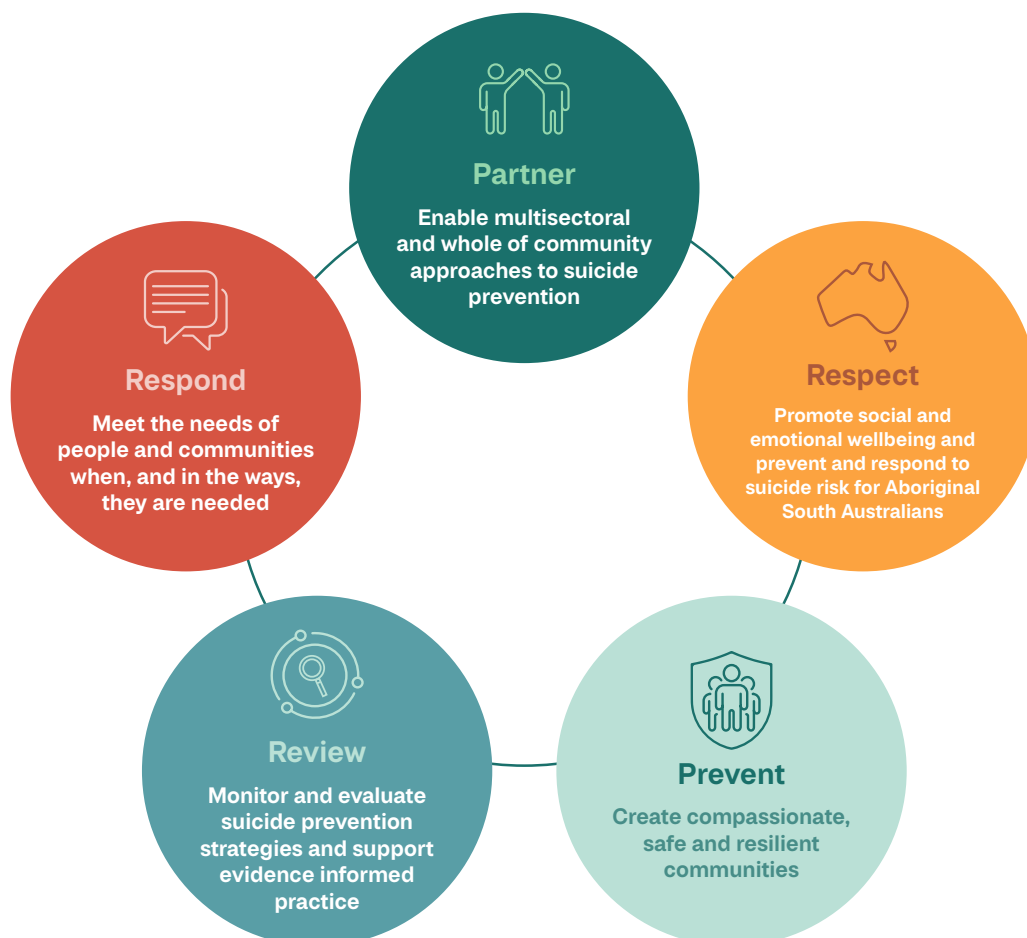 Partner
Enable multisectoral
and whole of community
approaches to suicide
prevention
Respect
Promote social and
emotional wellbeing and
prevent and respond to
suicide risk for Aboriginal
South Australians
Prevent
Create compassionate,
safe and resilient
communities
Review
Monitor and evaluate
suicide prevention
strategies and support
evidence informed
practice
Respond
Meet the needs of
people and communities
when, and in the ways,
they are needed